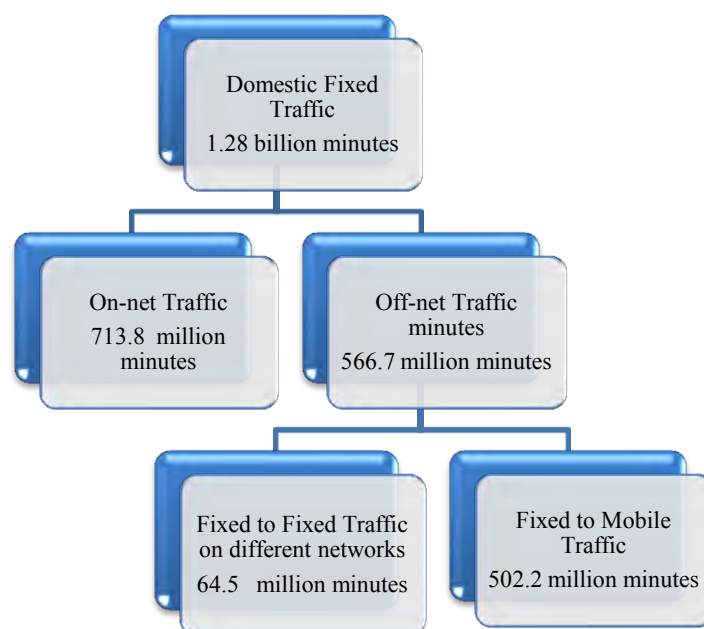 Domestic Fixed
Traffic
1.28 billion minutes
On-net Traffic
713.8 million
minutes
Off-net Traffic
minutes
566.7 million minutes
Fixed to Fixed Traffic
on different networks
64.5 million minutes
Fixed to Mobile
Traffic
502.2 million minutes